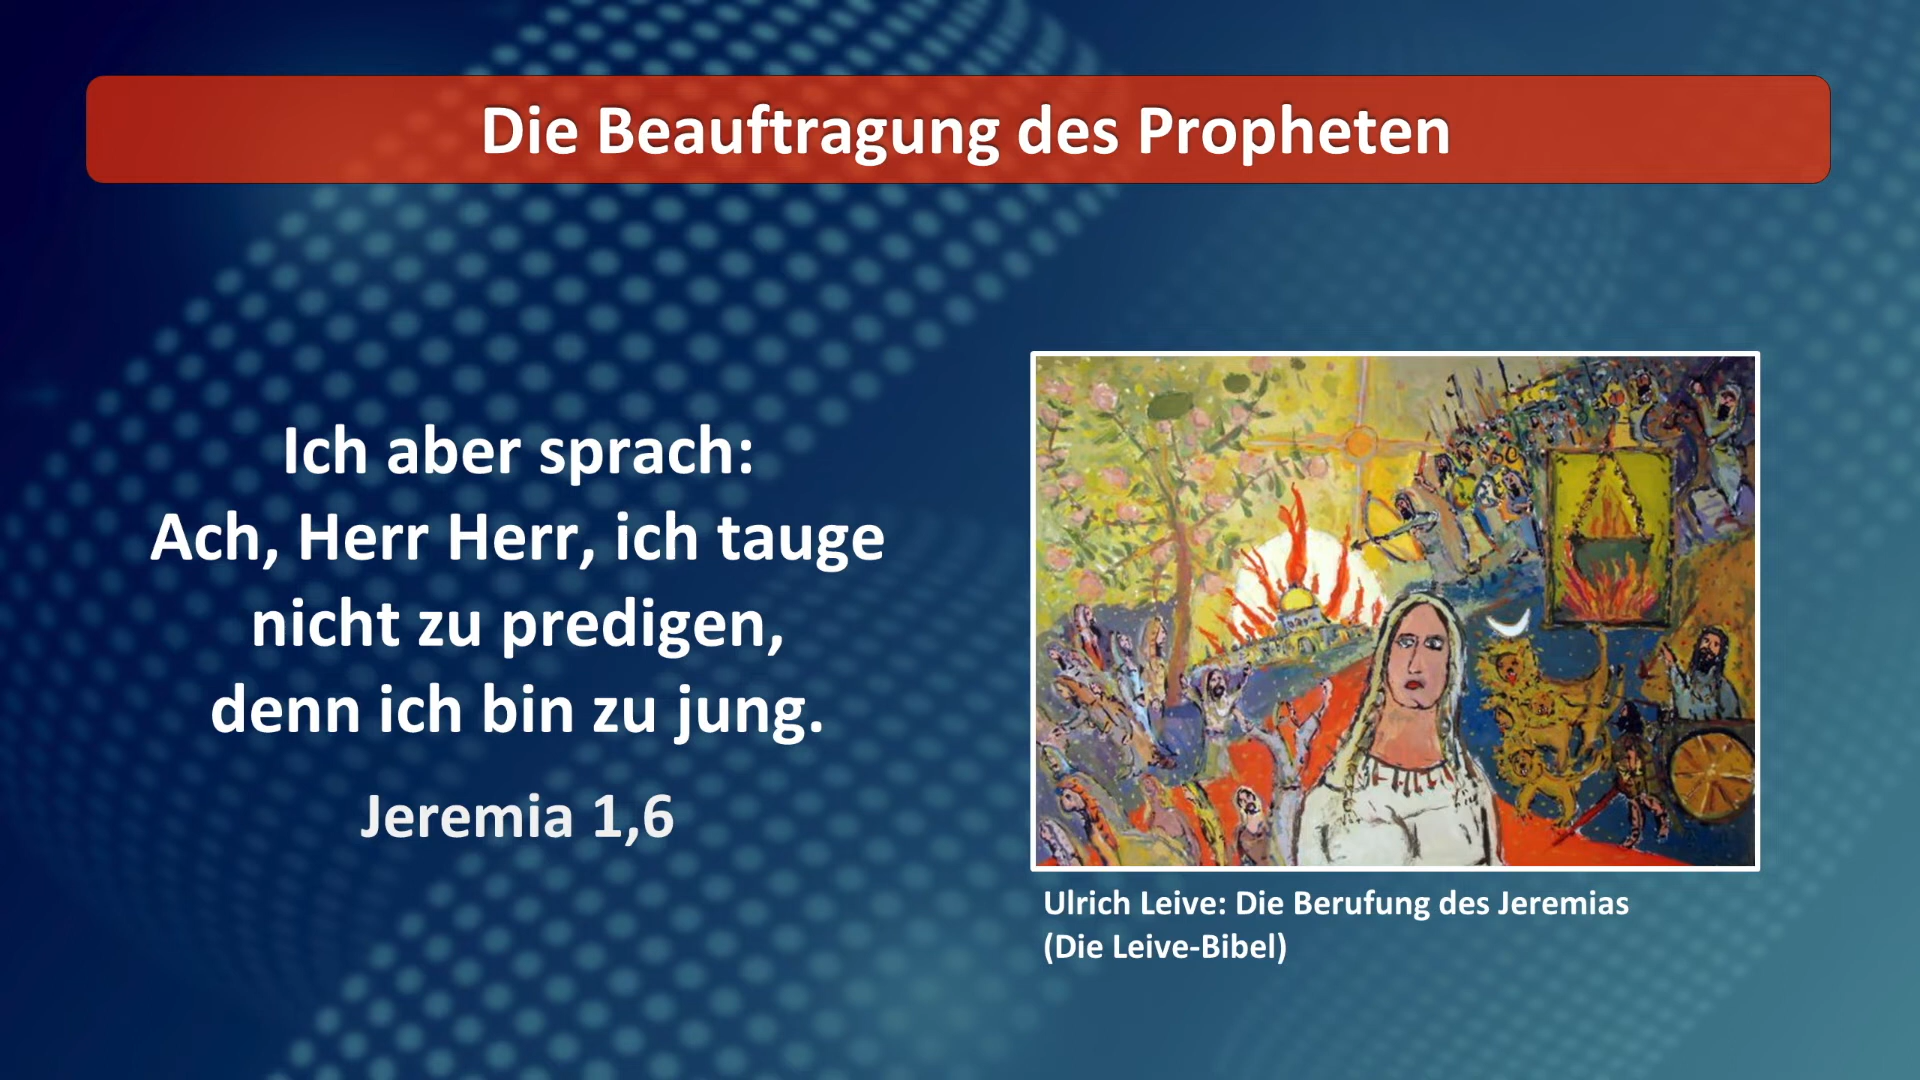 Die Beauftragung des Propheten
Ich aber sprach:
Ach, Herr Herr, ich tauge
nicht zu predigen,
denn ich bin zu jung.
Jeremia 1,6
Ulrich Leive: Die Berufung des Jeremias
(Die Leive-Bibel)